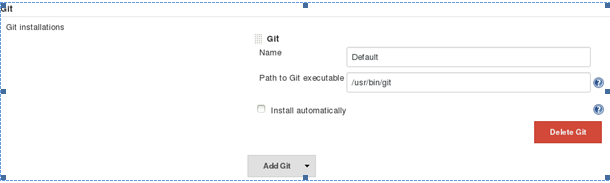 Git
Git installations
Git
Name
Default
Path to Git executable
/usr/bin/git
Install automatically
Delete Git
Add Git